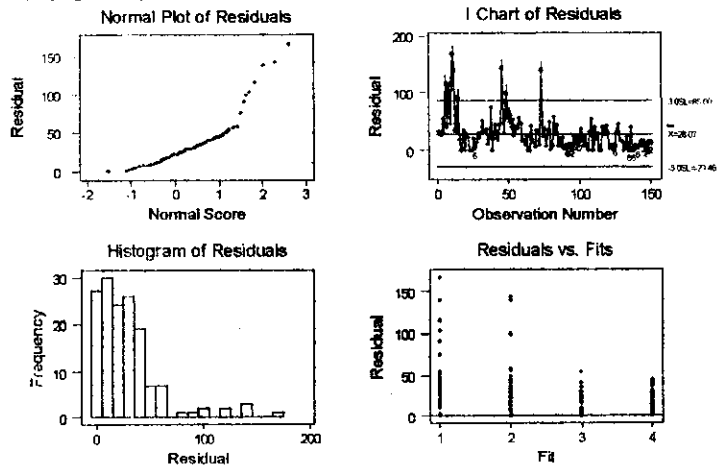 Normal Plot of Residuals
150
100
50
0
Residual
-2 -1 0 1 2 3
Normal Score
I Chart of Residuals
200
100
0
Residual
0 50 100 150
Observation Number
Histogram of Residuals
30
20
10
0
Frequency
0 100 200
Residual
Residuals vs. Fits
150
100
50
0
Residual
1 2 3 4
Fit